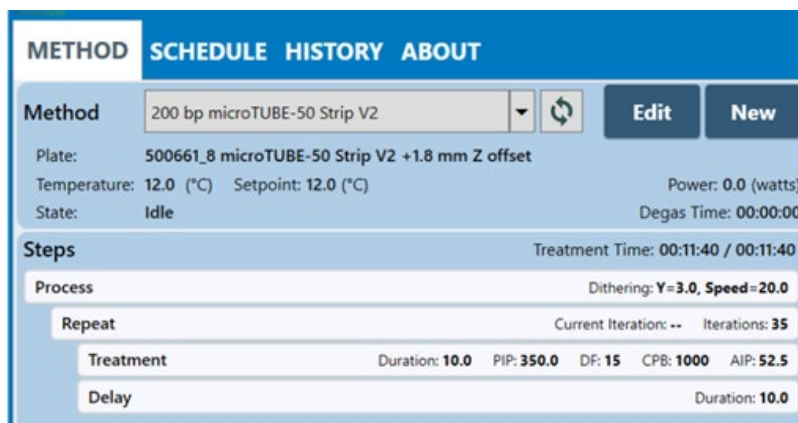 METHOD SCHEDULE HISTORY ABOUT
Method 200 bp microTUBE-50 Strip V2 Edit New
Plate: 500661_8 microTUBE-50 Strip V2 +1.8 mm Z offset
Temperature: 12.0 (°C) Setpoint: 12.0 (°C) Power: 0.0 (watts)
State: Idle Degas Time: 00:00:00
Steps Treatment Time: 00:11:40 / 00:11:40
Process Dithering: Y=3.0, Speed=20.0
Repeat Current Iteration: -- Iterations: 35
Treatment Duration: 10.0 PIP: 350.0 DF: 15 CPB: 1000 AIP: 52.5
Delay Duration: 10.0